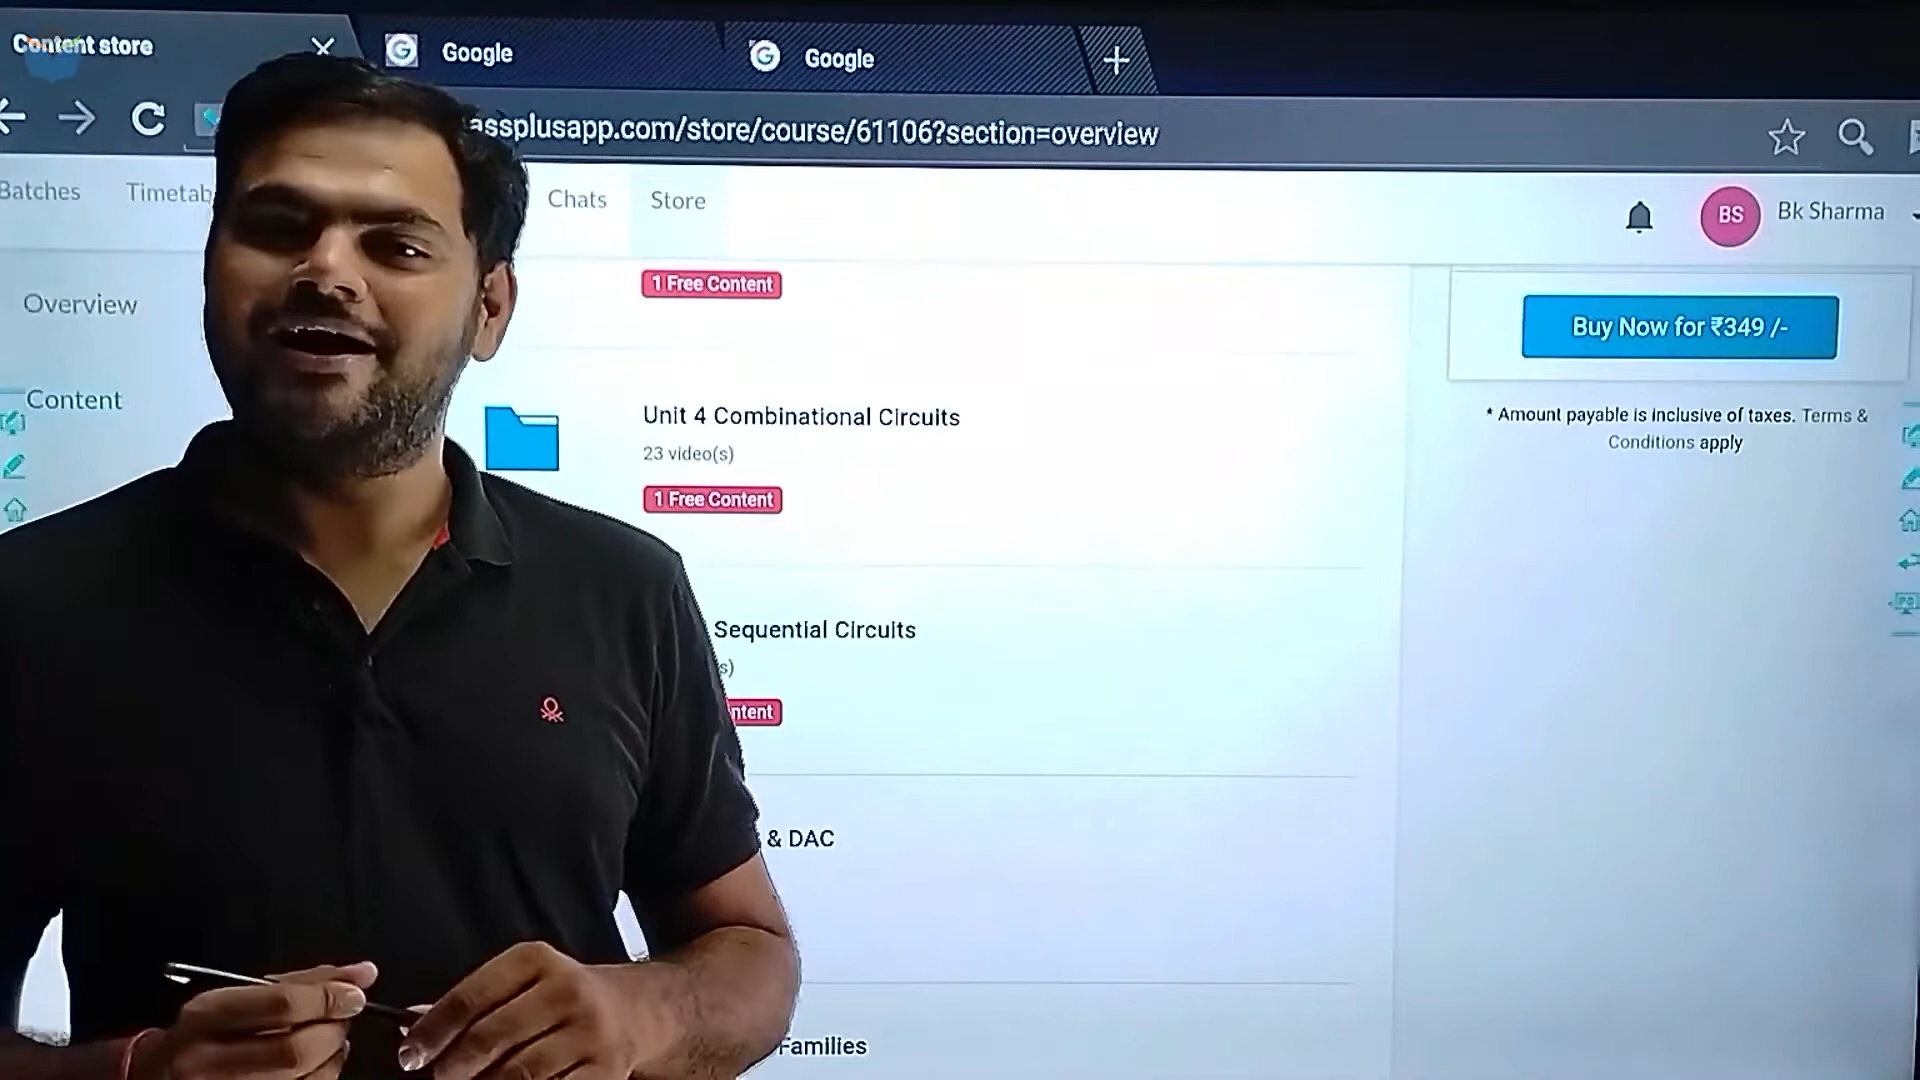 Content store
Google
Google
assplusapp.com/store/course/61106?section=overview
Batches
Timetab
Chats
Store
BS
Bk Sharma
Overview
Content
1 Free Content
Buy Now for ₹349 /-
* Amount payable is inclusive of taxes. Terms &
Conditions apply
Unit 4 Combinational Circuits
23 video(s)
1 Free Content
Sequential Circuits
s)
ntent
& DAC
Families